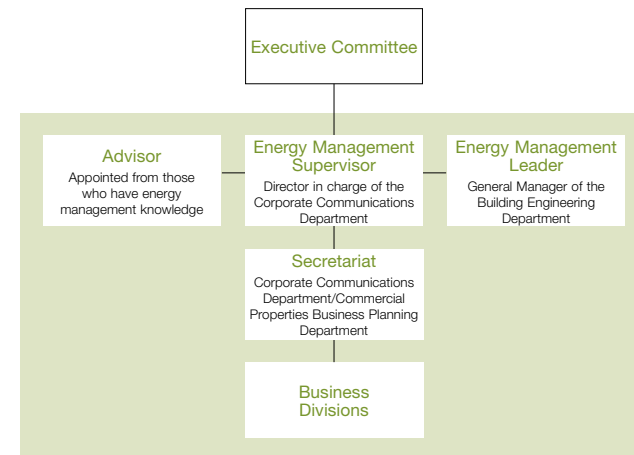 Executive Committee
Advisor
Appointed from those
who have energy
management knowledge
Energy Management
Supervisor
Director in charge of the
Corporate Communications
Department
Energy Management
Leader
General Manager of the
Building Engineering
Department
Secretariat
Corporate Communications
Department/Commercial
Properties Business Planning
Department
Business
Divisions